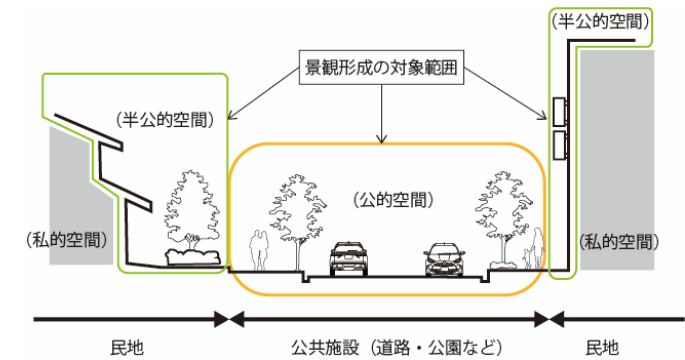 （半公的空間）
景観形成の対象範囲
（半公的空間）
（公的空間）
（私的空間）
（私的空間）
民地
公共施設（道路・公園など）
民地